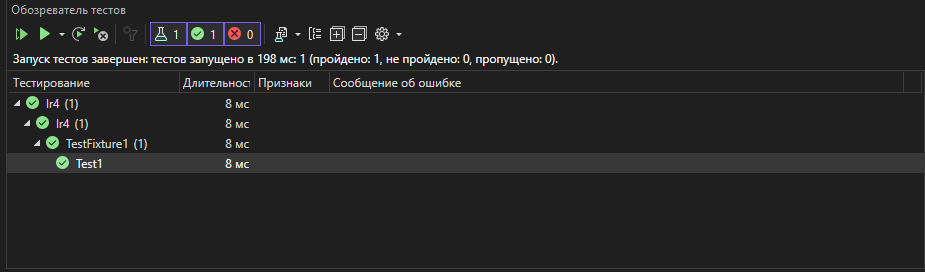 Обозреватель тестов
1 1 0
Запуск тестов завершен: тестов запущено в 198 мс: 1 (пройдено: 1, не пройдено: 0, пропущено: 0).
Тестирование Длительност Признаки Сообщение об ошибке
lr4 (1) 8 мс
lr4 (1) 8 мс
TestFixture1 (1) 8 мс
Test1 8 мс